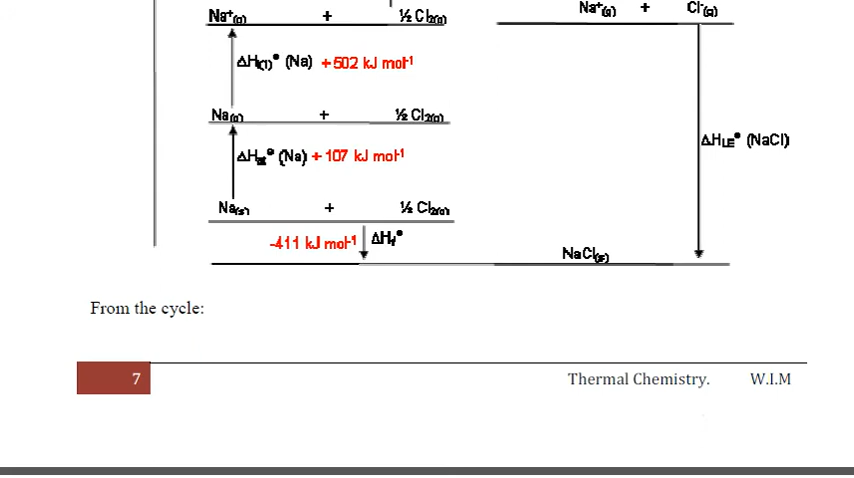 Na⁺(g) + ½ Cl₂(g) Na⁺(g) + Cl⁻(g)
ΔHI(1)° (Na) +502 kJ mol⁻¹
Na(g) + ½ Cl₂(g)
ΔHLE° (NaCl)
ΔHat° (Na) +107 kJ mol⁻¹
Na(s) + ½ Cl₂(g)
-411 kJ mol⁻¹ ΔHf°
NaCl(s)
From the cycle:
7 Thermal Chemistry. W.I.M